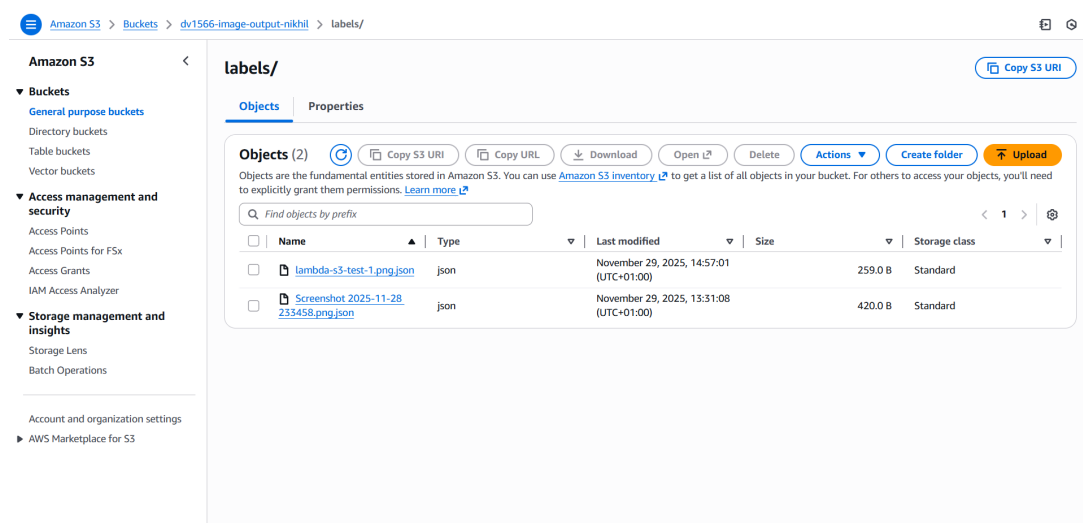 Amazon S3 > Buckets > dv1566-image-output-nikhil > labels/
Amazon S3
Buckets
General purpose buckets
Directory buckets
Table buckets
Vector buckets
Access management and
security
Access Points
Access Points for FSx
Access Grants
IAM Access Analyzer
Storage management and
insights
Storage Lens
Batch Operations
Account and organization settings
AWS Marketplace for S3
labels/
Copy S3 URI
Objects
Properties
Objects (2)
Copy S3 URI
Copy URL
Download
Open
Delete
Actions
Create folder
Upload
Objects are the fundamental entities stored in Amazon S3. You can use Amazon S3 inventory to get a list of all objects in your bucket. For others to access your objects, you'll need
to explicitly grant them permissions. Learn more
Find objects by prefix
1
Name Type Last modified Size Storage class
lambda-s3-test-1.png.json json November 29, 2025, 14:57:01 259.0 B Standard
(UTC+01:00)
Screenshot 2025-11-28 json November 29, 2025, 13:31:08 420.0 B Standard
233458.png.json (UTC+01:00)